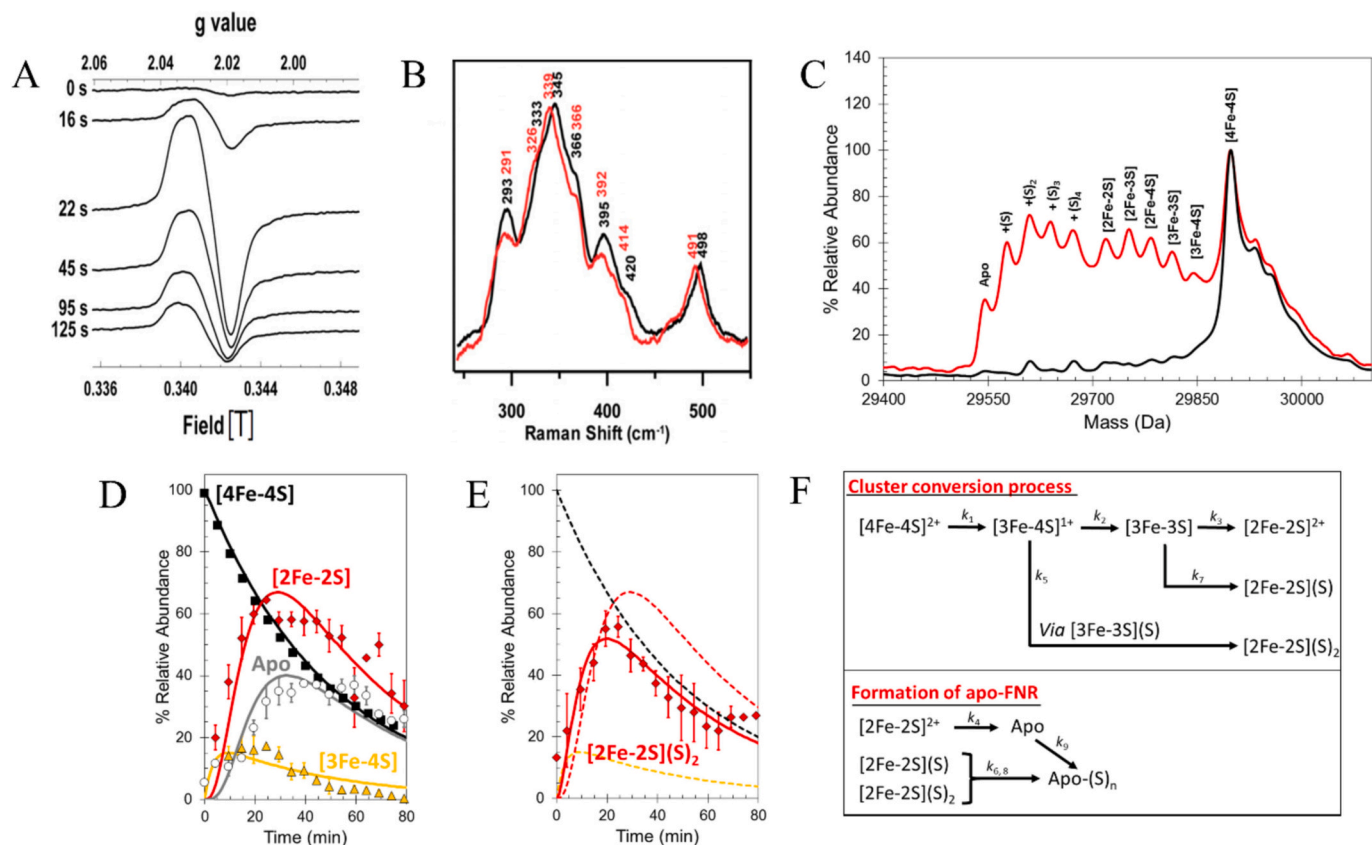 A
g value
2.06 2.04 2.02 2.00
0 s
16 s
22 s
45 s
95 s
125 s
0.336 0.340 0.344 0.348
Field [T]
B
293
291
326
333
339
345
366
366
395
392
414
420
491
498
300 400 500
Raman Shift (cm⁻¹)
C
% Relative Abundance
140
120
100
80
60
40
20
0
Apo
+(S)
+(S)₂
+ (S)₃
+ (S)₄
[2Fe-2S]
[2Fe-3S]
[2Fe-4S]
[3Fe-3S]
[3Fe-4S]
[4Fe-4S]
29400 29550 29700 29850 30000
Mass (Da)
D
% Relative Abundance
100
80
60
40
20
0
[4Fe-4S]
[2Fe-2S]
Apo
[3Fe-4S]
0 20 40 60 80
Time (min)
E
% Relative Abundance
100
80
60
40
20
0
[2Fe-2S](S)₂
0 20 40 60 80
Time (min)
F
Cluster conversion process
[4Fe-4S]²⁺ k₁ [3Fe-4S]¹⁺ k₂ [3Fe-3S] k₃ [2Fe-2S]²⁺
k₅
k₇
[2Fe-2S](S)
Via [3Fe-3S](S)
[2Fe-2S](S)₂
Formation of apo-FNR
[2Fe-2S]²⁺ k₄ Apo
k₉
[2Fe-2S](S)
k₆,₈
Apo-(S)ₙ
[2Fe-2S](S)₂